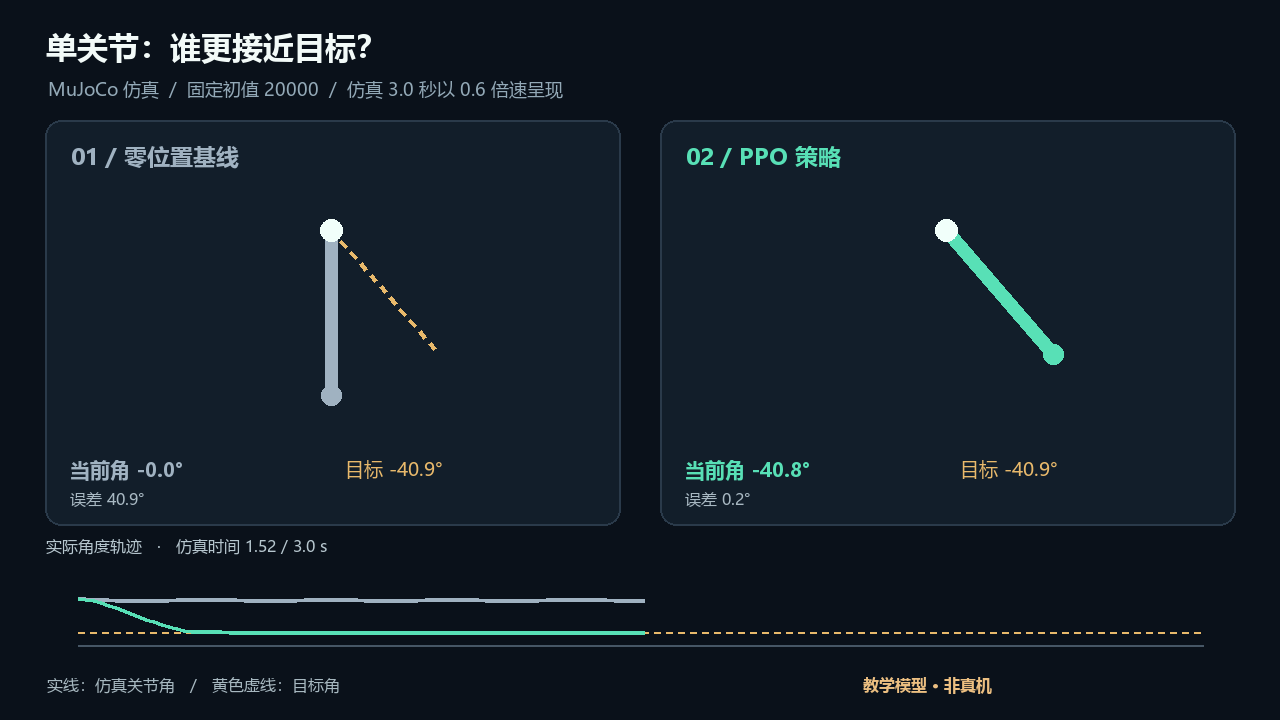 单关节：谁更接近目标？
MuJoCo 仿真 / 固定初值 20000 / 仿真 3.0 秒以 0.6 倍速呈现
01 / 零位置基线
02 / PPO 策略
当前角 -0.0°
目标 -40.9°
误差 40.9°
当前角 -40.8°
目标 -40.9°
误差 0.2°
实际角度轨迹 · 仿真时间 1.52 / 3.0 s
实线：仿真关节角 / 黄色虚线：目标角
教学模型 • 非真机